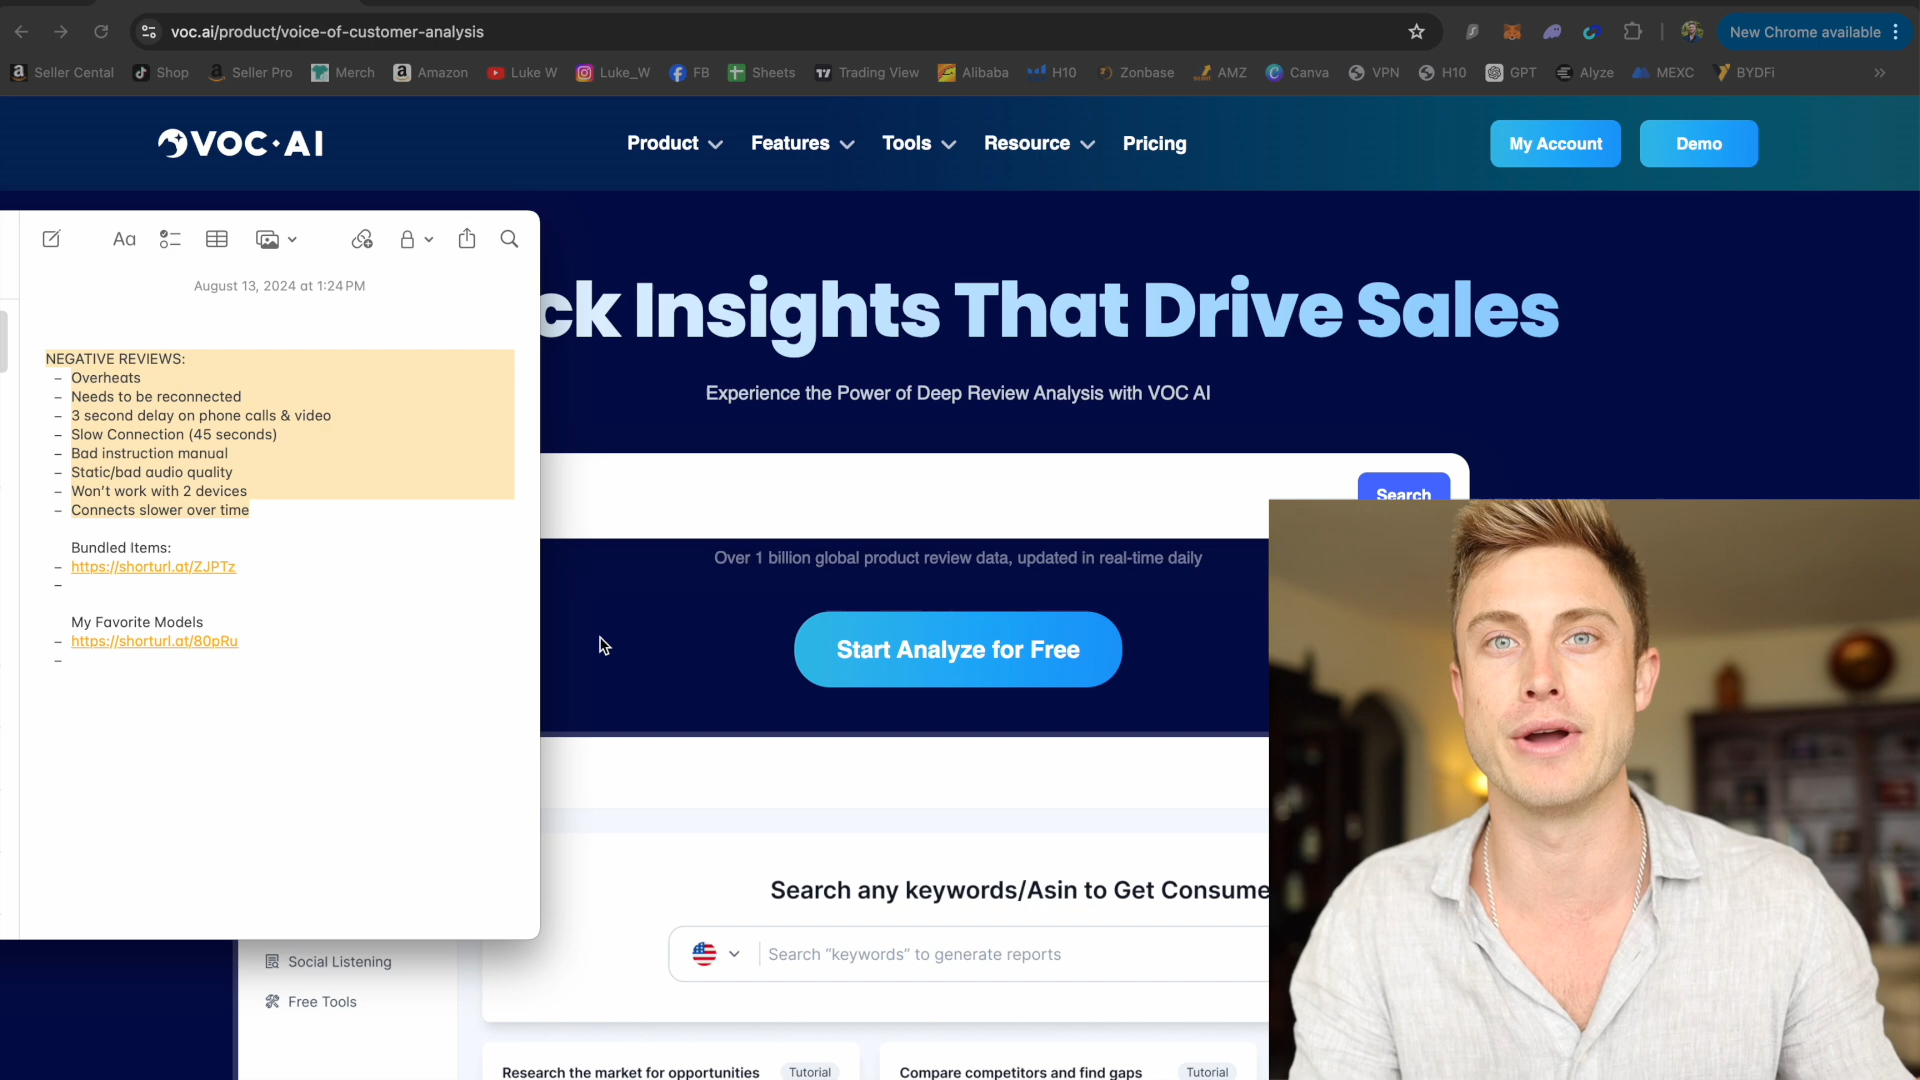 voc.ai/product/voice-of-customer-analysis
New Chrome available
Seller Cental
Shop
Seller Pro
Merch
Amazon
Luke W
Luke_W
FB
Sheets
Trading View
Alibaba
H10
Zonbase
AMZ
Canva
VPN
H10
GPT
Alyze
MEXC
BYDFi
VOC·AI
Product
Features
Tools
Resource
Pricing
My Account
Demo
Aa
August 13, 2024 at 1:24 PM
NEGATIVE REVIEWS:
– Overheats
– Needs to be reconnected
– 3 second delay on phone calls & video
– Slow Connection (45 seconds)
– Bad instruction manual
– Static/bad audio quality
– Won't work with 2 devices
– Connects slower over time
Bundled Items:
– https://shorturl.at/ZJPTz
–
My Favorite Models
– https://shorturl.at/80pRu
–
ck Insights That Drive Sales
Experience the Power of Deep Review Analysis with VOC AI
Search
Over 1 billion global product review data, updated in real-time daily
Start Analyze for Free
Search any keywords/Asin to Get Consume
Search "keywords" to generate reports
Social Listening
Free Tools
Research the market for opportunities
Tutorial
Compare competitors and find gaps
Tutorial